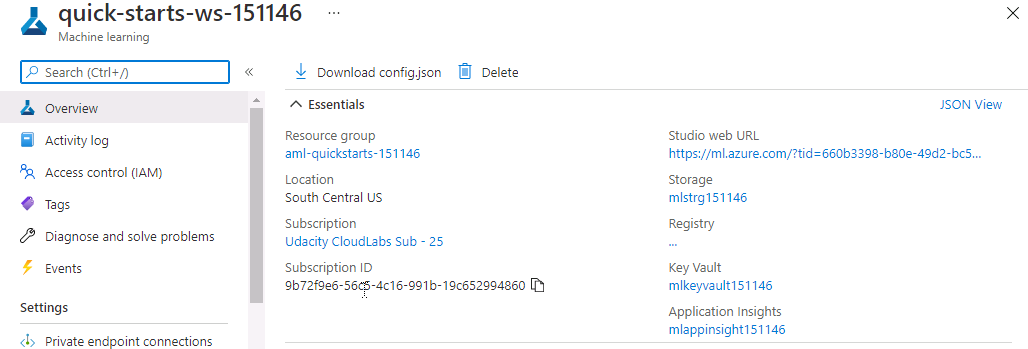 quick-starts-ws-151146 ...
Machine learning
Search (Ctrl+/)
«
Overview
Activity log
Access control (IAM)
Tags
Diagnose and solve problems
Events
Settings
Private endpoint connections
Download config.json
Delete
Essentials
JSON View
Resource group
aml-quickstarts-151146
Location
South Central US
Subscription
Udacity CloudLabs Sub - 25
Subscription ID
9b72f9e6-56c5-4c16-991b-19c652994860
Studio web URL
https://ml.azure.com/?tid=660b3398-b80e-49d2-bc5...
Storage
mlstrg151146
Registry
...
Key Vault
mlkeyvault151146
Application Insights
mlappinsight151146